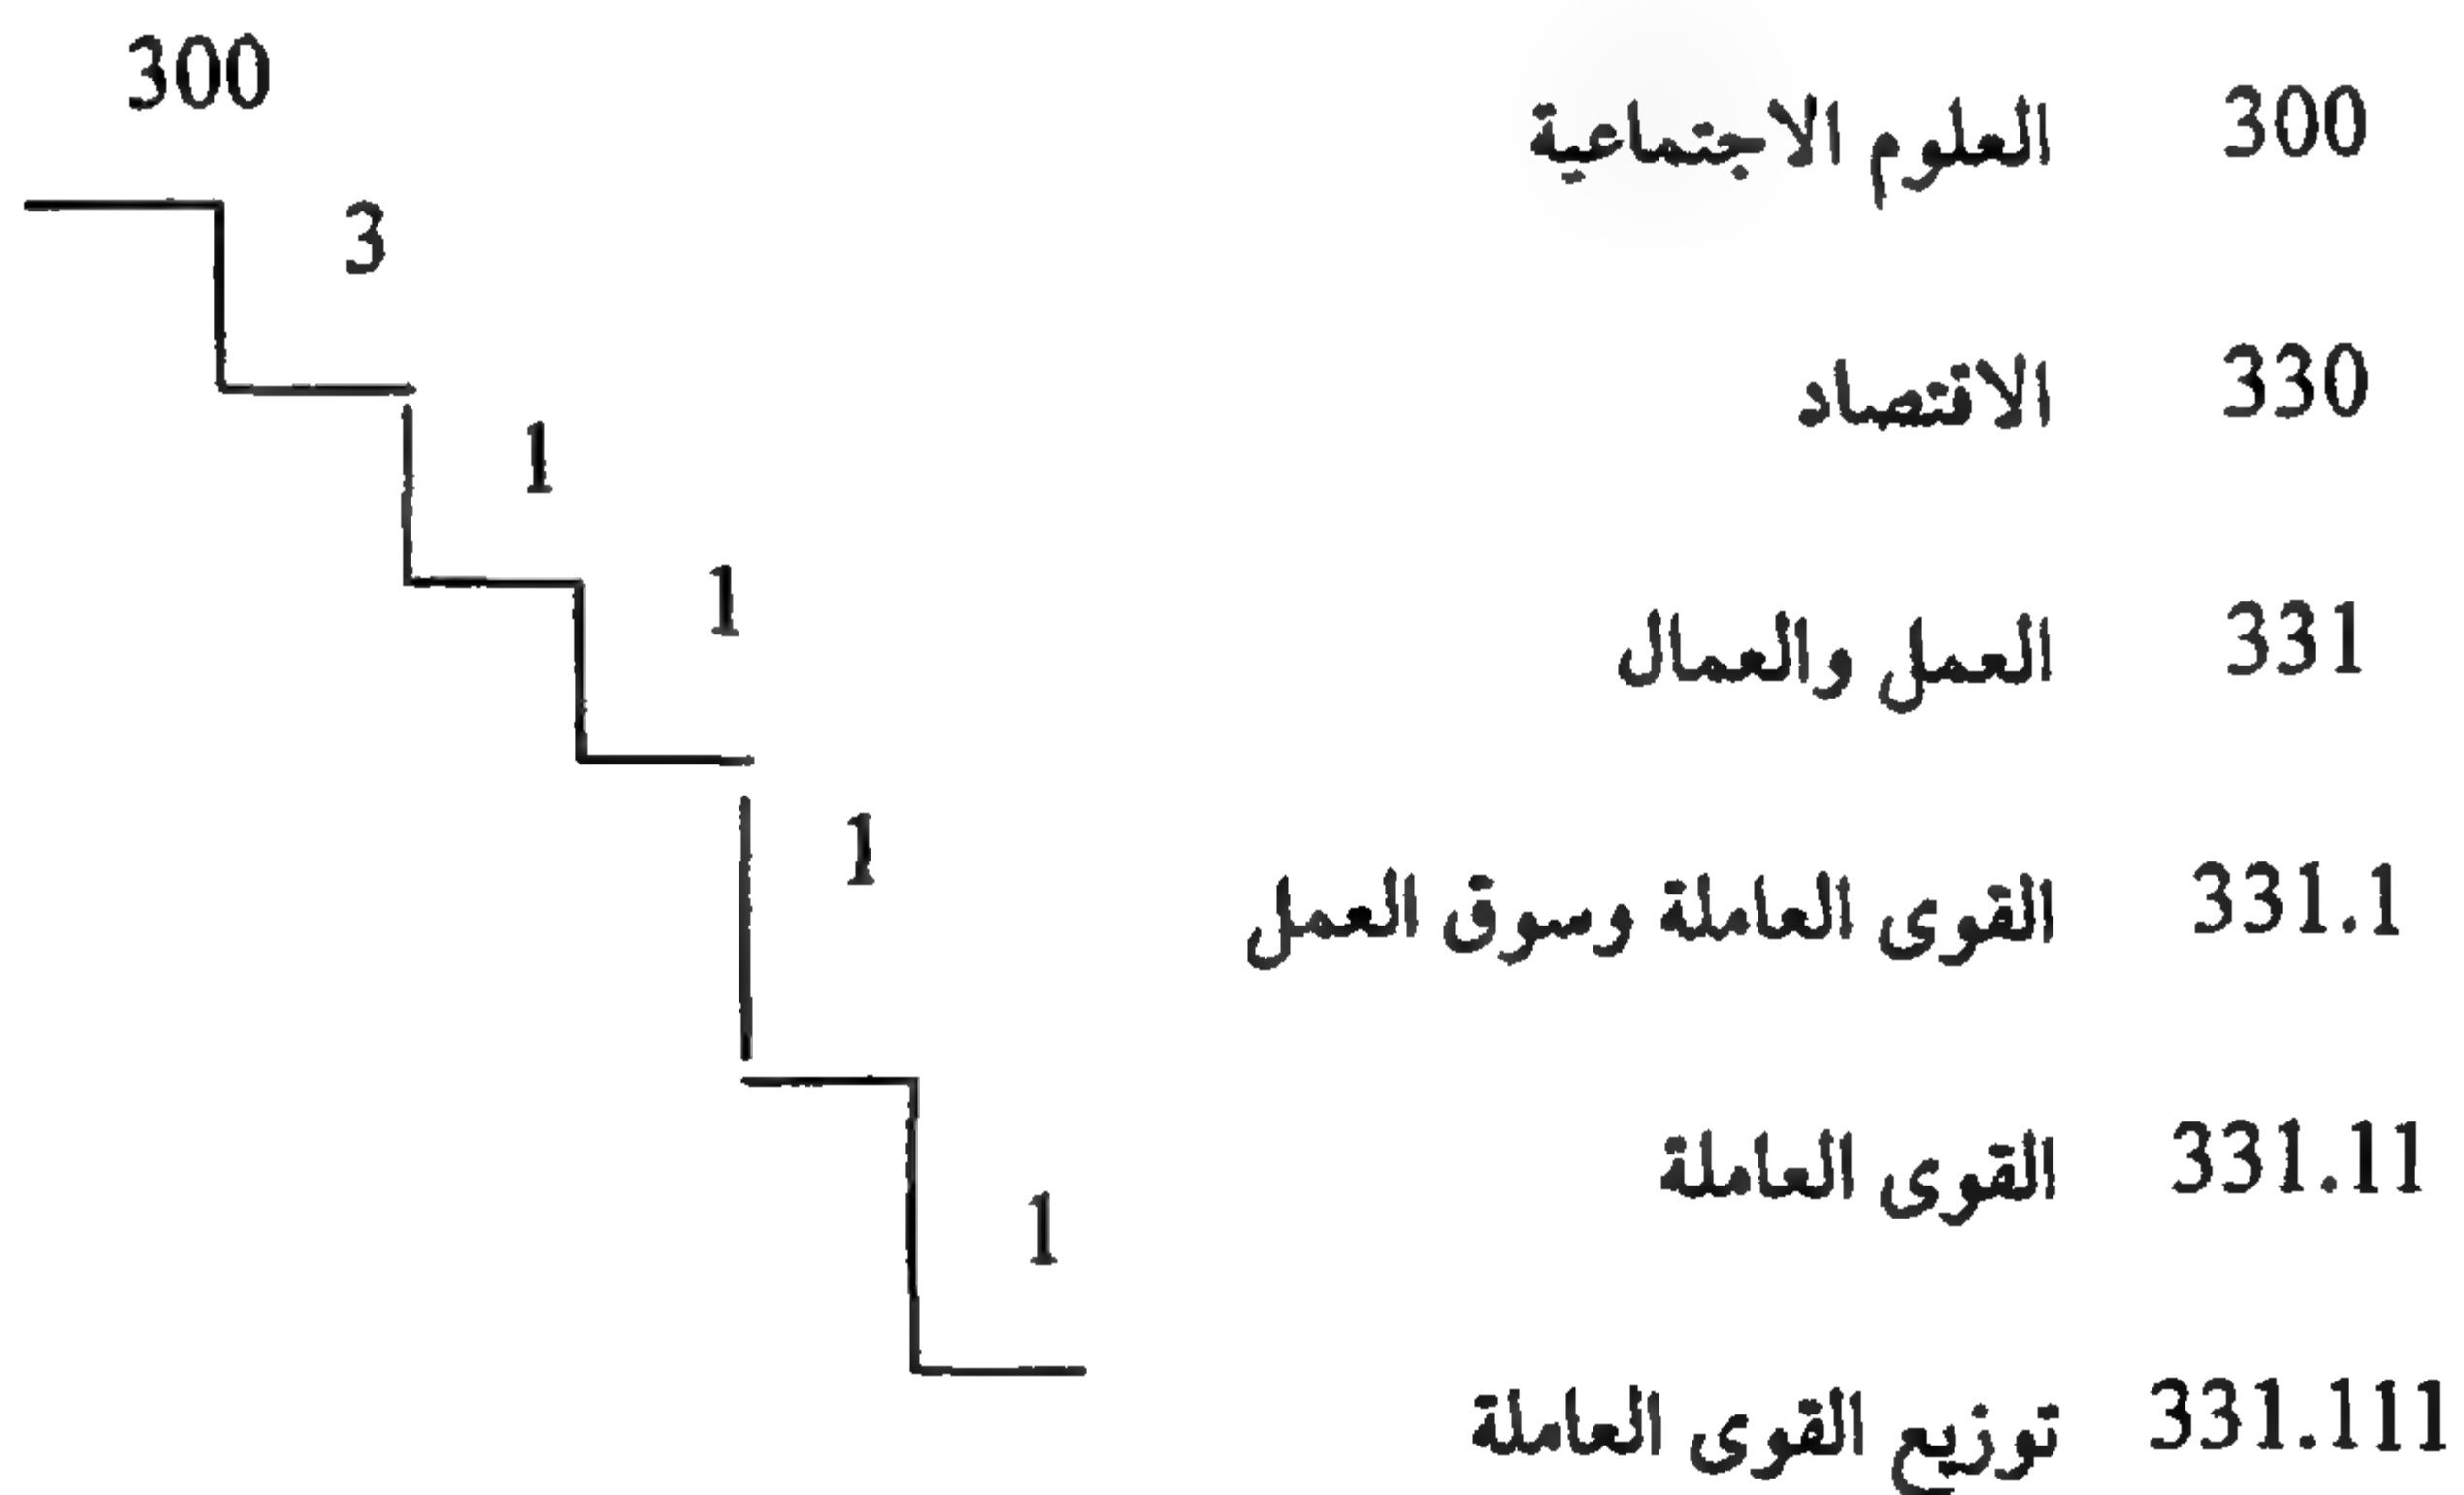 300
300 العلوم الاجتماعية
3
330 الاقتصاد
1
1
331 العمل والعمال
1
331.1 القوى العاملة وسوق العمل
331.11 القوى العاملة
1
331.111 توزيع القوى العاملة